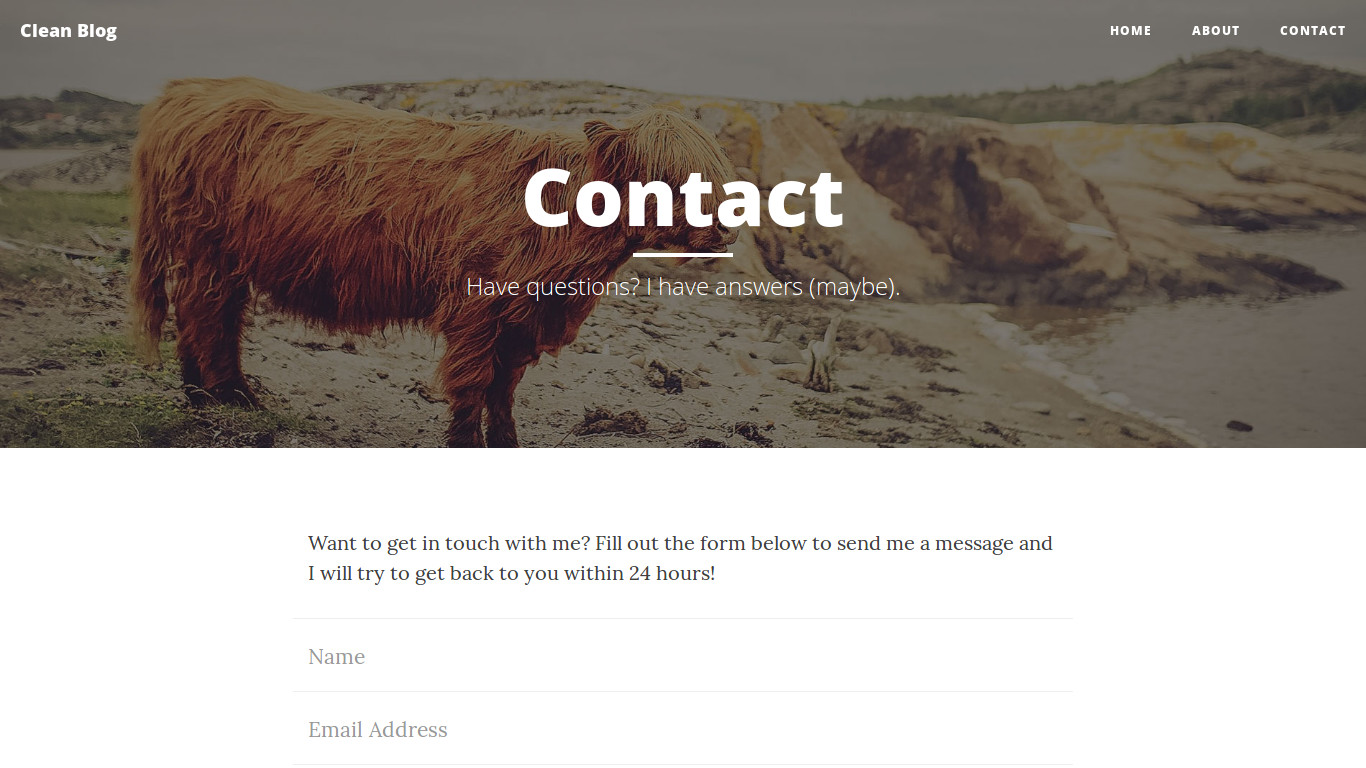 Clean Blog
HOME ABOUT CONTACT
Contact
Have questions? I have answers (maybe).
Want to get in touch with me? Fill out the form below to send me a message and
I will try to get back to you within 24 hours!
Name
Email Address